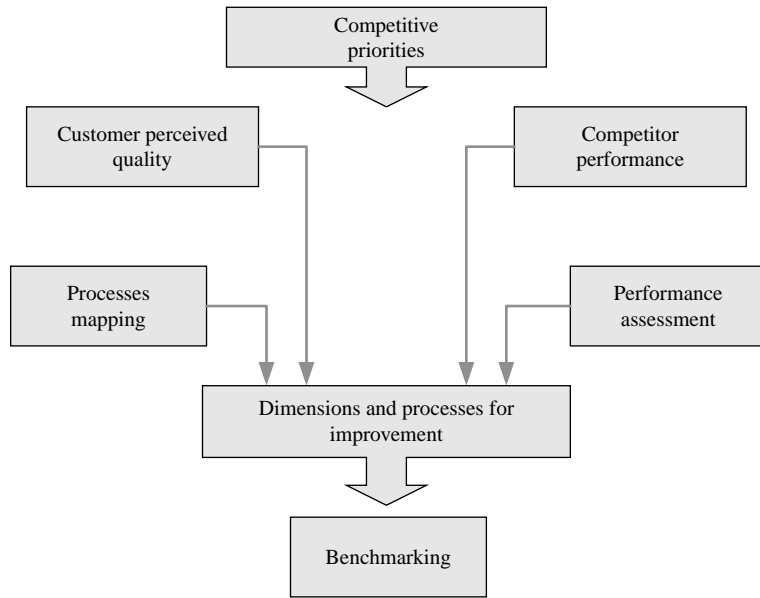 Competitive
priorities
Customer perceived
quality
Competitor
performance
Processes
mapping
Performance
assessment
Dimensions and processes for
improvement
Benchmarking